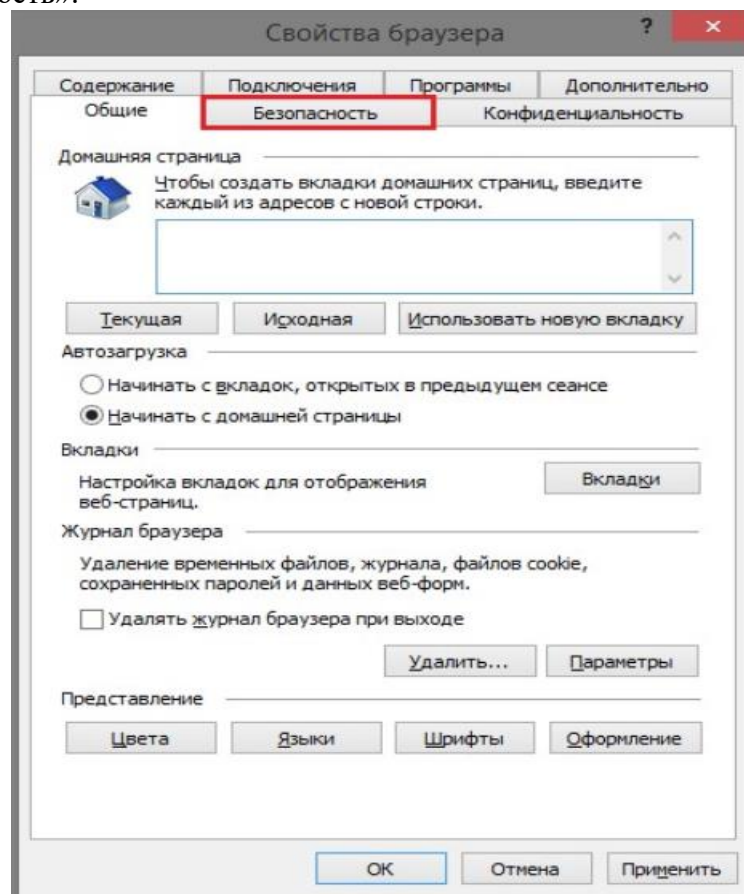 Свойства браузера ? ×
Содержание Подключения Программы Дополнительно
Общие Безопасность Конфиденциальность
Домашняя страница
Чтобы создать вкладки домашних страниц, введите
каждый из адресов с новой строки.
Текущая Исходная Использовать новую вкладку
Автозагрузка
Начинать с вкладок, открытых в предыдущем сеансе
Начинать с домашней страницы
Вкладки
Настройка вкладок для отображения
веб-страниц.
Вкладки
Журнал браузера
Удаление временных файлов, журнала, файлов cookie,
сохраненных паролей и данных веб-форм.
Удалять журнал браузера при выходе
Удалить... Параметры
Представление
Цвета Языки Шрифты Оформление
ОК Отмена Применить